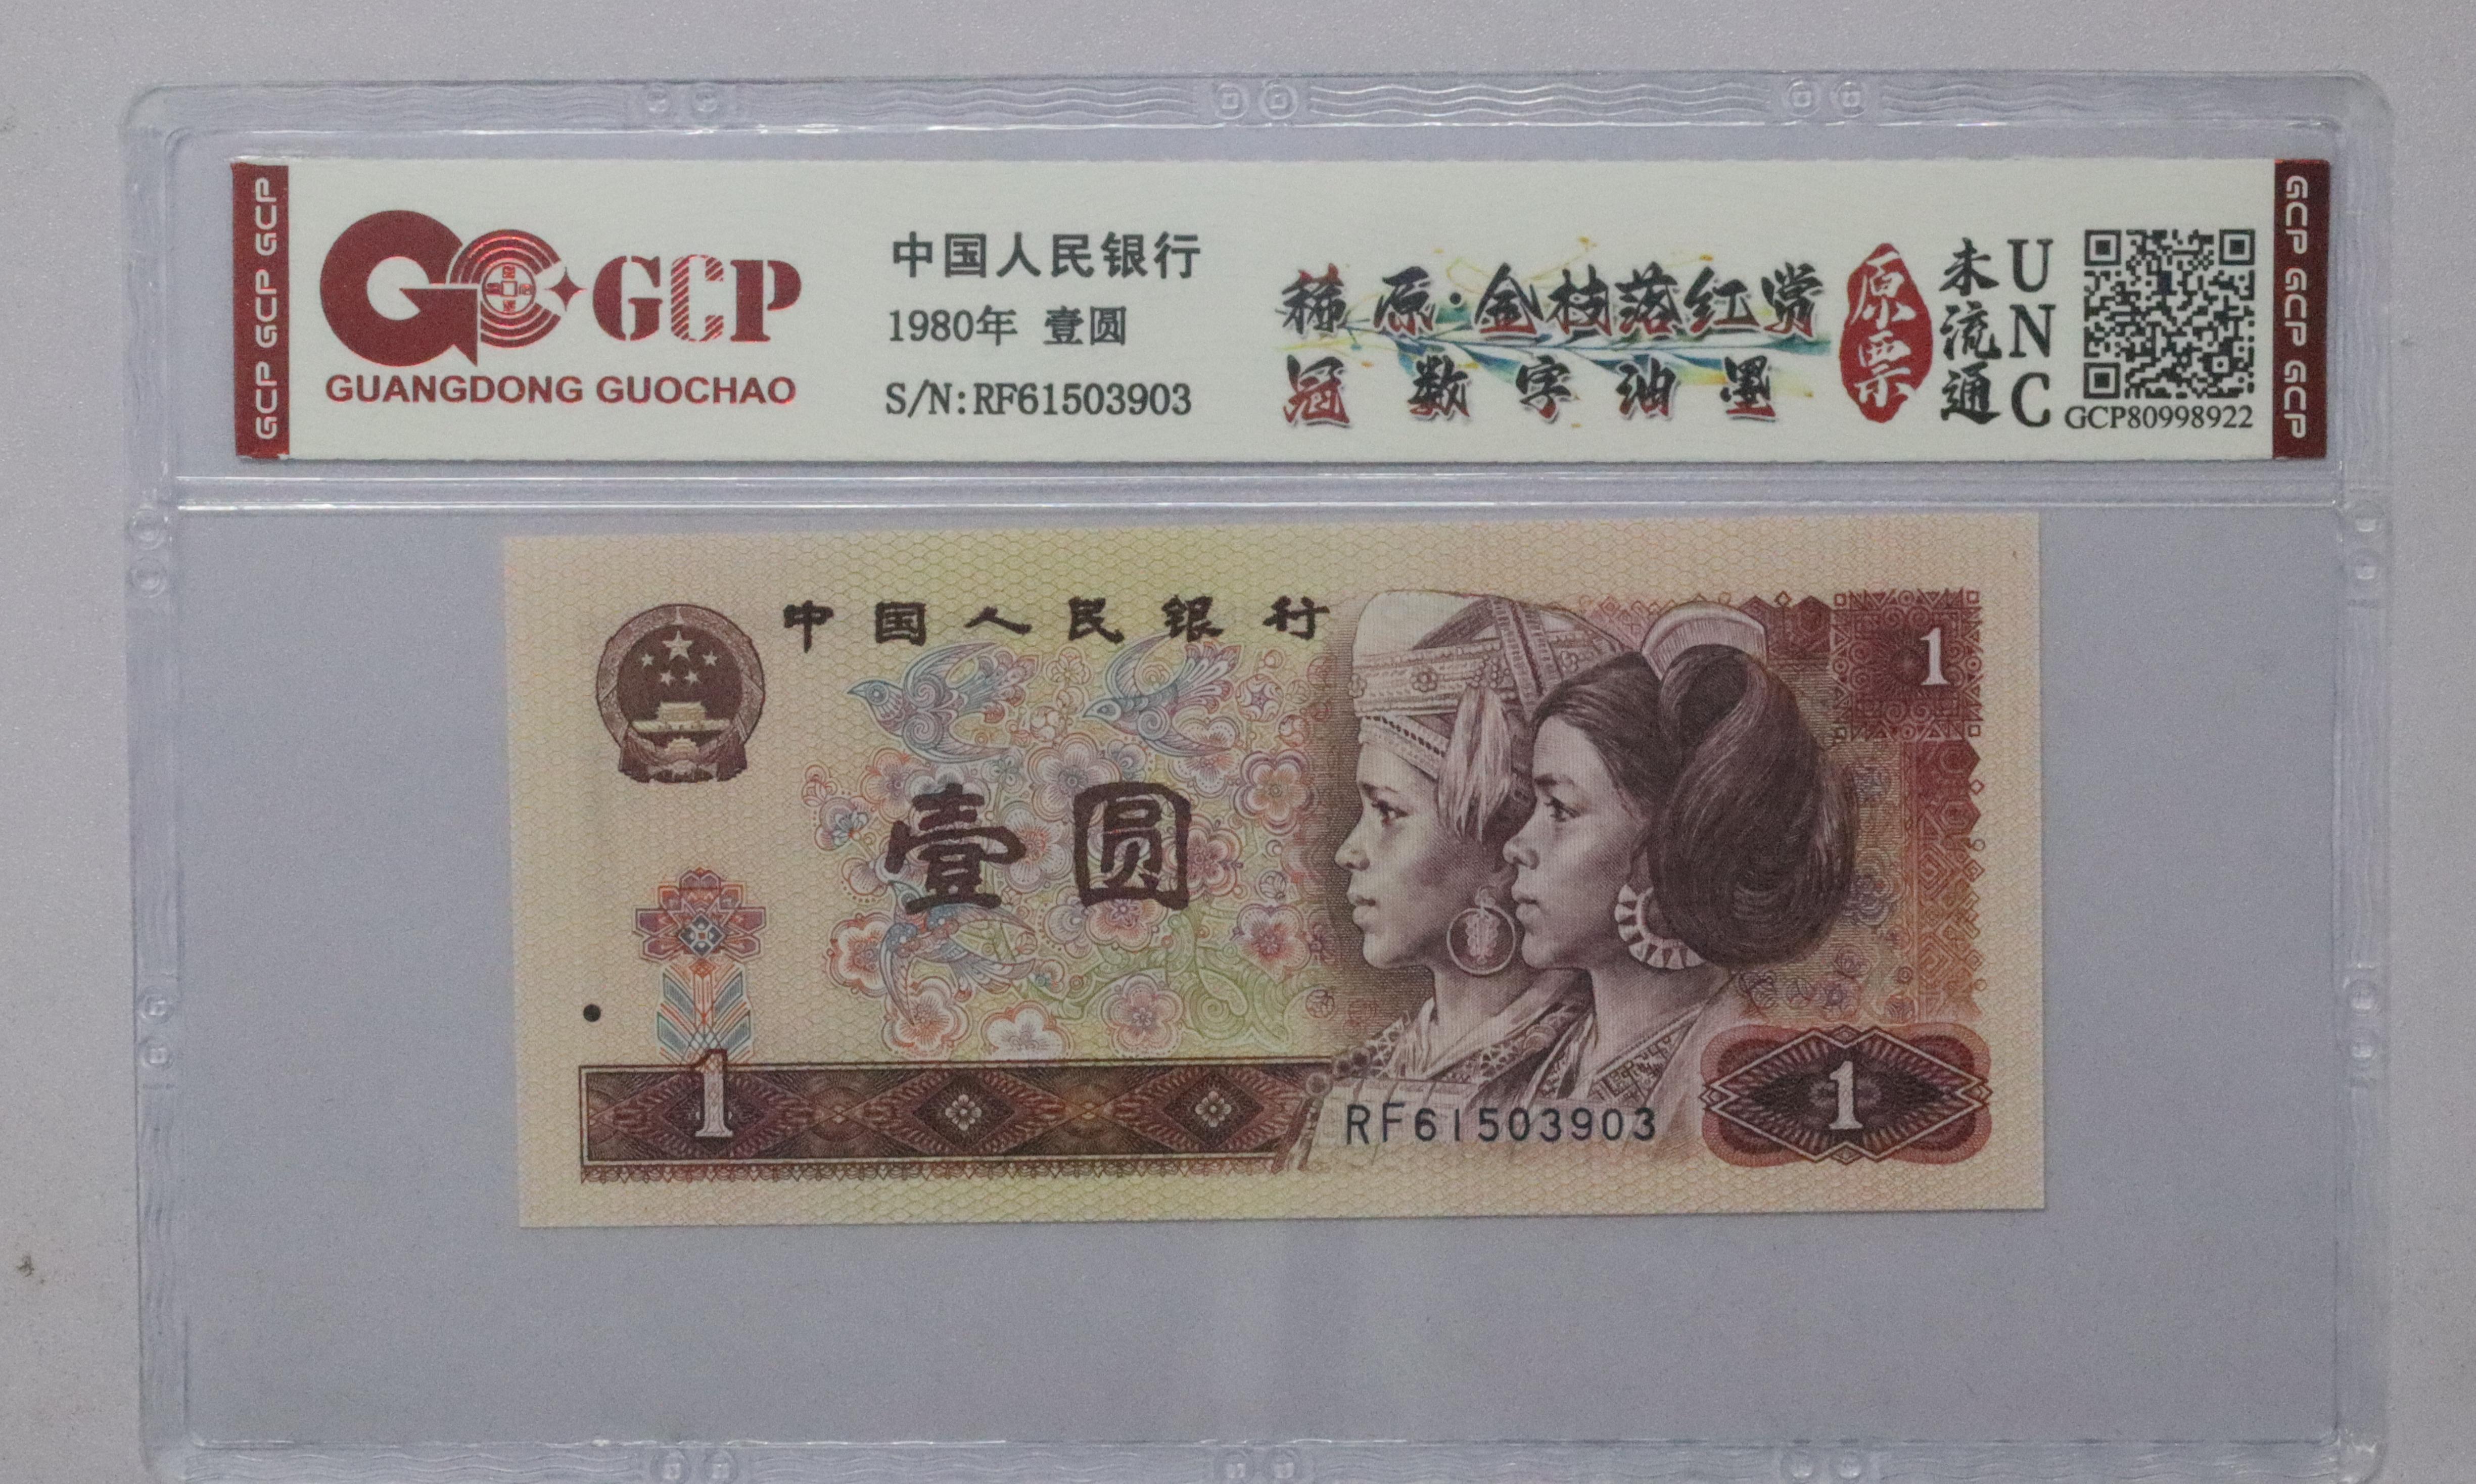 GCP GCP GCP
GCP
GUANGDONG GUOCHAO
中国人民银行
1980年 壹圆
S/N:RF61503903
稀原·金枝落红赏
冠数字油墨
原票
未流通
UNC
GCP80998922
GCP GCP GCP
中国人民银行
1
壹圆
1
RF61503903
1